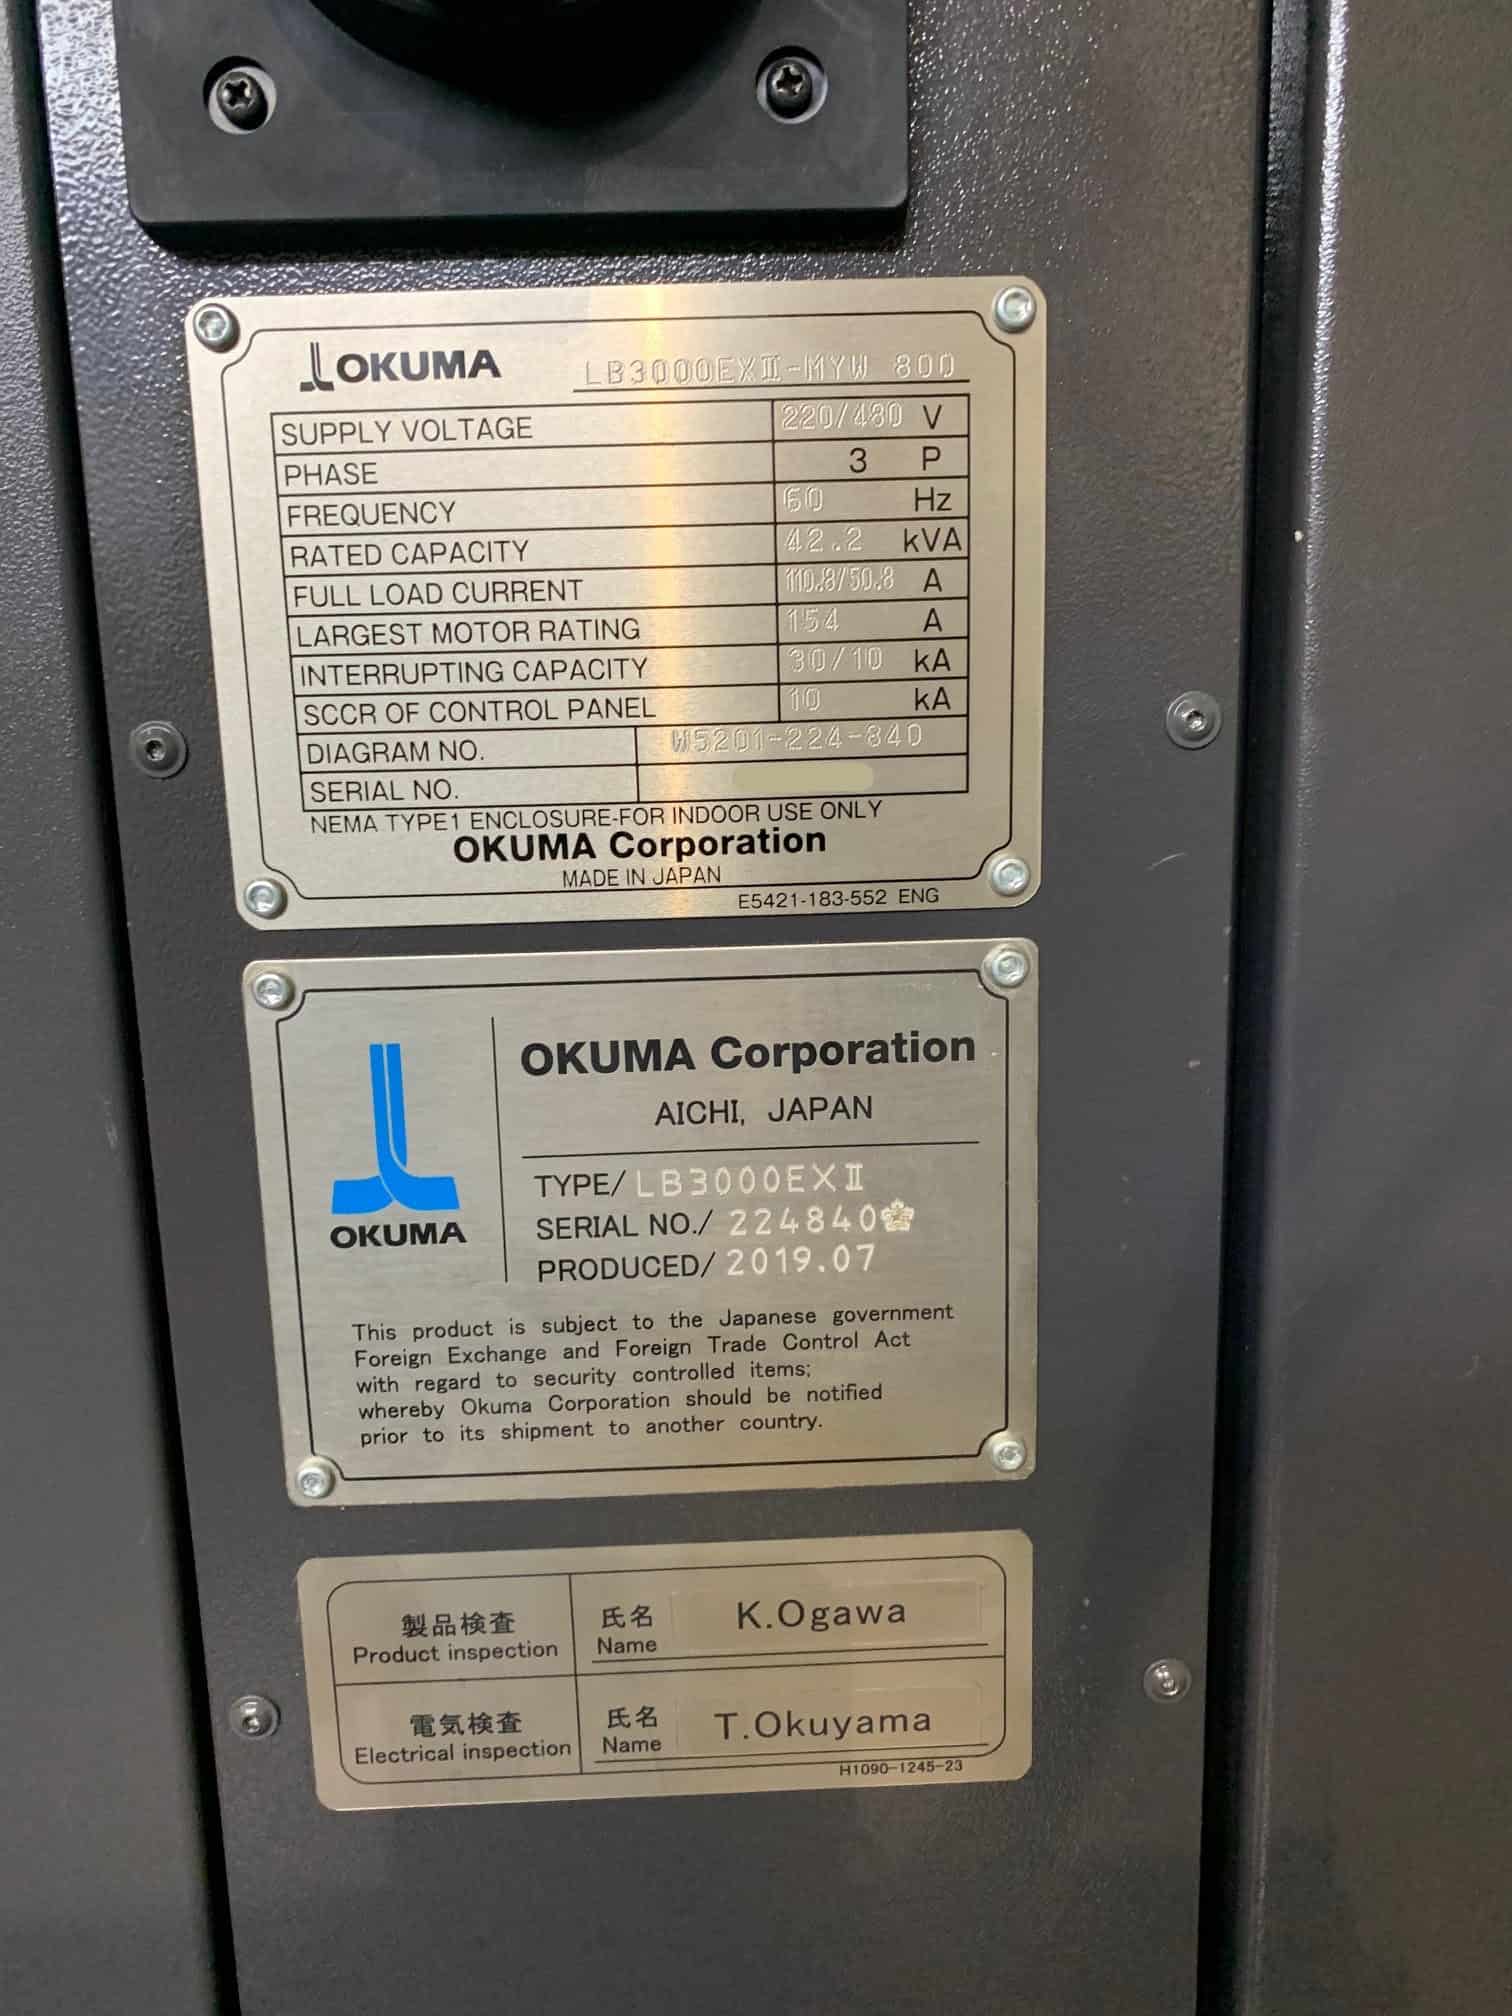 OKUMA LB3000EXⅡ-MYW 800
SUPPLY VOLTAGE 220/480 V
PHASE 3 P
FREQUENCY 60 Hz
RATED CAPACITY 42.2 kVA
FULL LOAD CURRENT 110.8/50.8 A
LARGEST MOTOR RATING 154 A
INTERRUPTING CAPACITY 30/10 kA
SCCR OF CONTROL PANEL 10 kA
DIAGRAM NO. W5201-224-840
SERIAL NO.
NEMA TYPE1 ENCLOSURE-FOR INDOOR USE ONLY
OKUMA Corporation
MADE IN JAPAN
E5421-183-552 ENG
OKUMA
OKUMA Corporation
AICHI, JAPAN
TYPE/ LB3000EXⅡ
SERIAL NO./ 224840
PRODUCED/ 2019.07
This product is subject to the Japanese government
Foreign Exchange and Foreign Trade Control Act
with regard to security controlled items;
whereby Okuma Corporation should be notified
prior to its shipment to another country.
製品検査 氏名 K.Ogawa
Product inspection Name
電気検査 氏名 T.Okuyama
Electrical inspection Name
H1090-1245-23